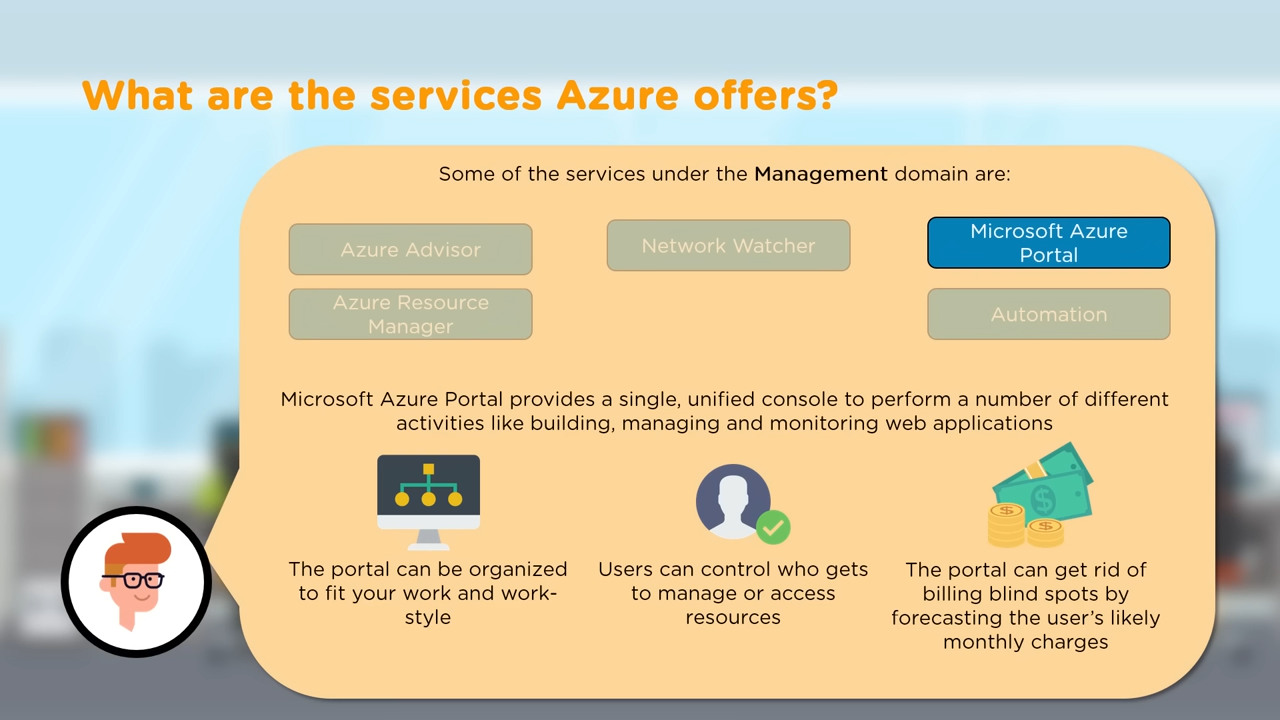 What are the services Azure offers?
Some of the services under the Management domain are:
Azure Advisor
Network Watcher
Microsoft Azure
Portal
Azure Resource
Manager
Automation
Microsoft Azure Portal provides a single, unified console to perform a number of different
activities like building, managing and monitoring web applications
The portal can be organized
to fit your work and work-
style
Users can control who gets
to manage or access
resources
The portal can get rid of
billing blind spots by
forecasting the user’s likely
monthly charges